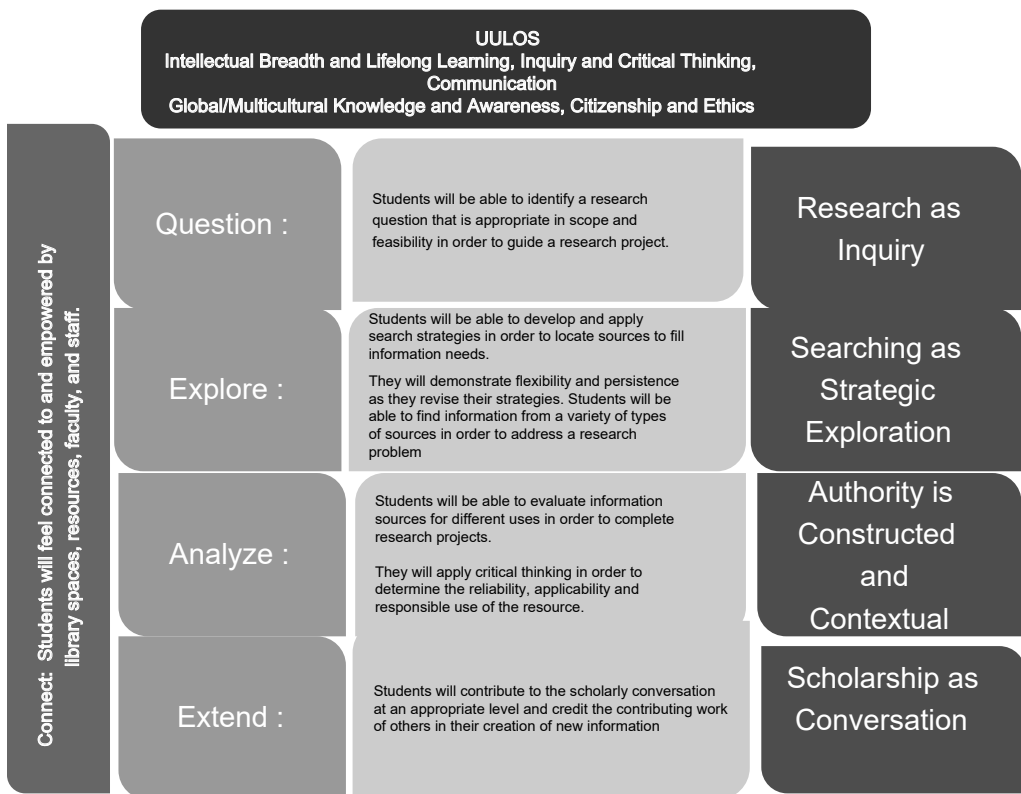 UULOS
Intellectual Breadth and Lifelong Learning, Inquiry and Critical Thinking,
Communication
Global/Multicultural Knowledge and Awareness, Citizenship and Ethics
Connect:  Students will feel connected to and empowered by
library spaces, resources, faculty, and staff.
Question :
Students will be able to identify a research
question that is appropriate in scope and
feasibility in order to guide a research project.
Research as
Inquiry
Explore :
Students will be able to develop and apply
search strategies in order to locate sources to fill
information needs.
They will demonstrate flexibility and persistence
as they revise their strategies. Students will be
able to find information from a variety of types
of sources in order to address a research
problem
Searching as
Strategic
Exploration
Analyze :
Students will be able to evaluate information
sources for different uses in order to complete
research projects.
They will apply critical thinking in order to
determine the reliability, applicability and
responsible use of the resource.
Authority is
Constructed
and
Contextual
Extend :
Students will contribute to the scholarly conversation
at an appropriate level and credit the contributing work
of others in their creation of new information
Scholarship as
Conversation